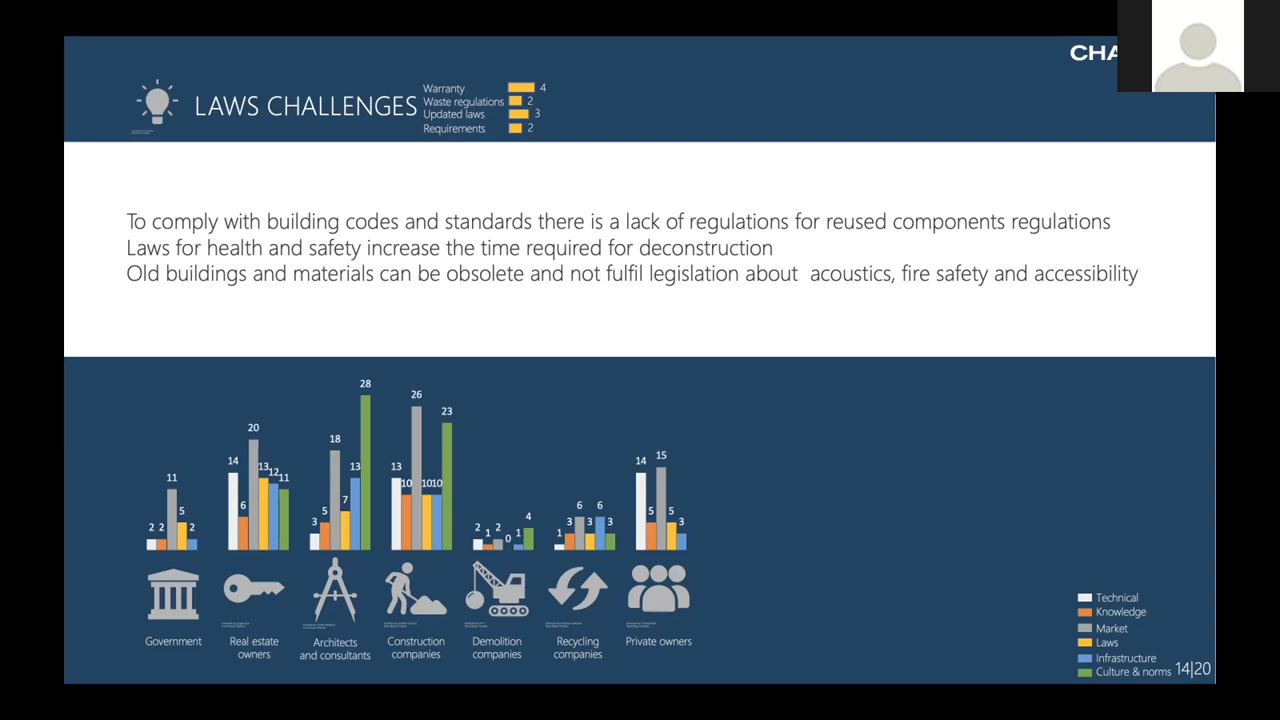 CHA
LAWS CHALLENGES
Warranty 4
Waste regulations 2
Updated laws 3
Requirements 2
To comply with building codes and standards there is a lack of regulations for reused components regulations
Laws for health and safety increase the time required for deconstruction
Old buildings and materials can be obsolete and not fulfil legislation about acoustics, fire safety and accessibility
2 2 11 5 2
14 6 20 13 12 11
3 5 18 7 13 28
13 10 26 10 10 23
2 1 2 0 1 4
1 3 6 3 6 3
14 5 15 5 3
Government
Real estate
owners
Architects
and consultants
Construction
companies
Demolition
companies
Recycling
companies
Private owners
Technical
Knowledge
Market
Laws
Infrastructure
Culture & norms
14|20